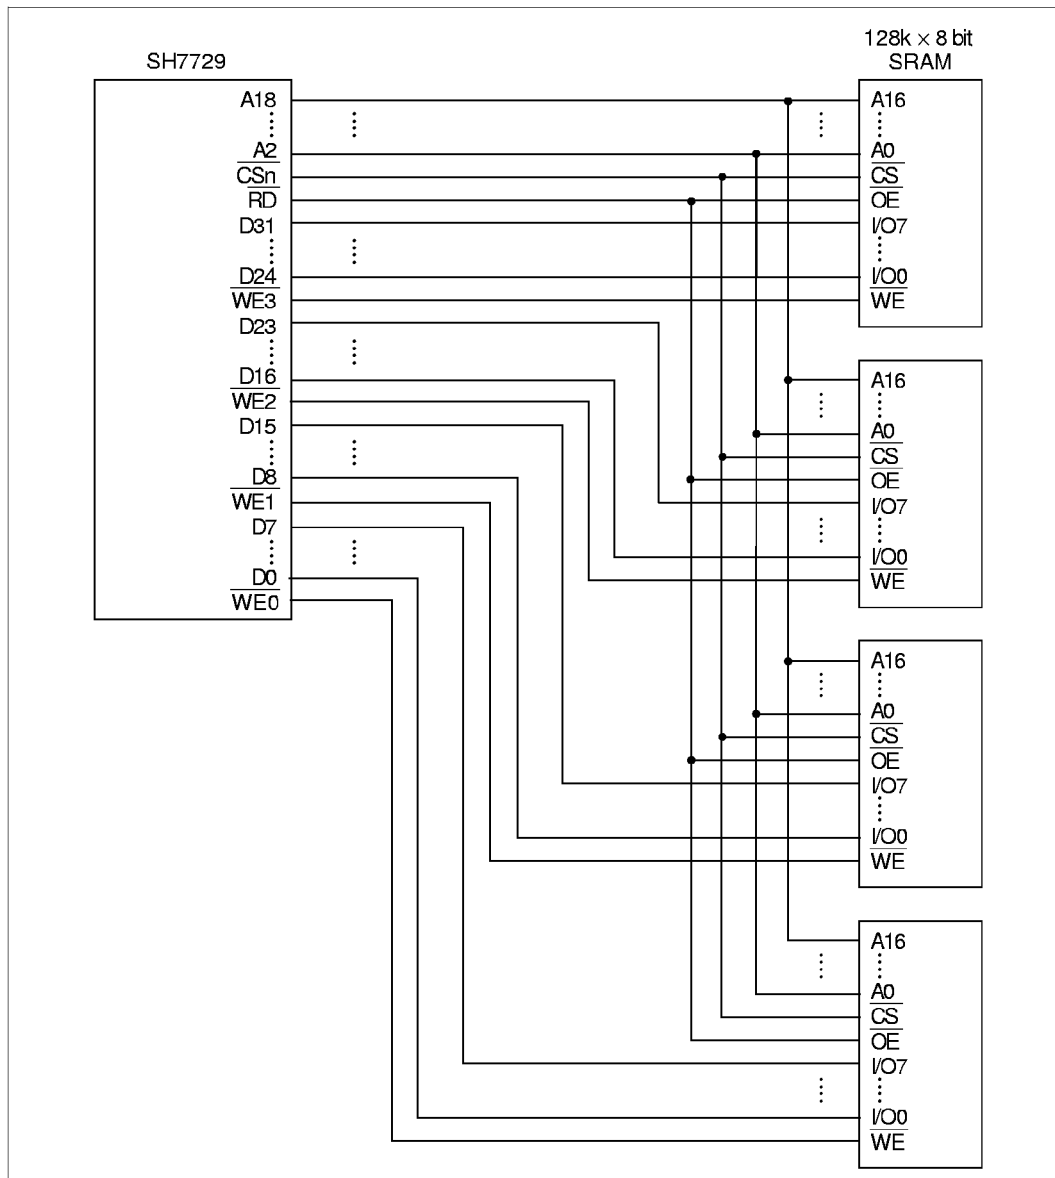 SH7729
A18
A2
CSn
RD
D31
D24
WE3
D23
D16
WE2
D15
D8
WE1
D7
D0
WE0
128k × 8 bit
SRAM
A16
A0
CS
OE
I/O7
I/O0
WE
A16
A0
CS
OE
I/O7
I/O0
WE
A16
A0
CS
OE
I/O7
I/O0
WE
A16
A0
CS
OE
I/O7
I/O0
WE